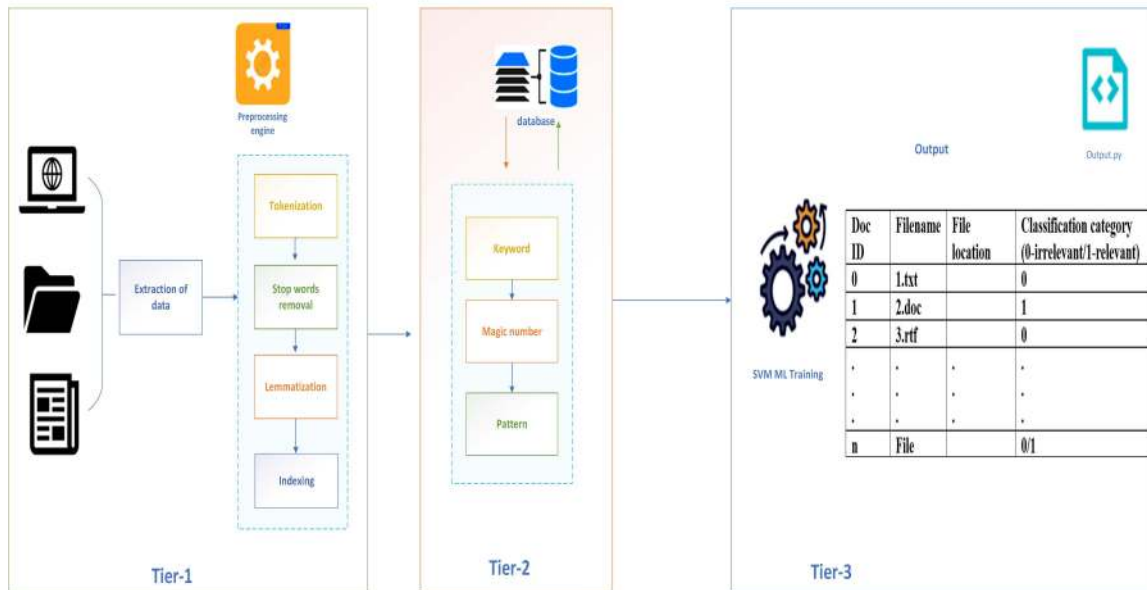 Preprocessing
engine
Extraction of
data
Tokenization
Stop words
removal
Lemmatization
Indexing
Tier-1
database
Keyword
Magic number
Pattern
Tier-2
Output
Output.py
SVM ML Training
Doc ID Filename File location Classification category (0-irrelevant/1-relevant)
0 1.txt 0
1 2.doc 1
2 3.rtf 0
. . . .
. . . .
. . . .
n File 0/1
Tier-3